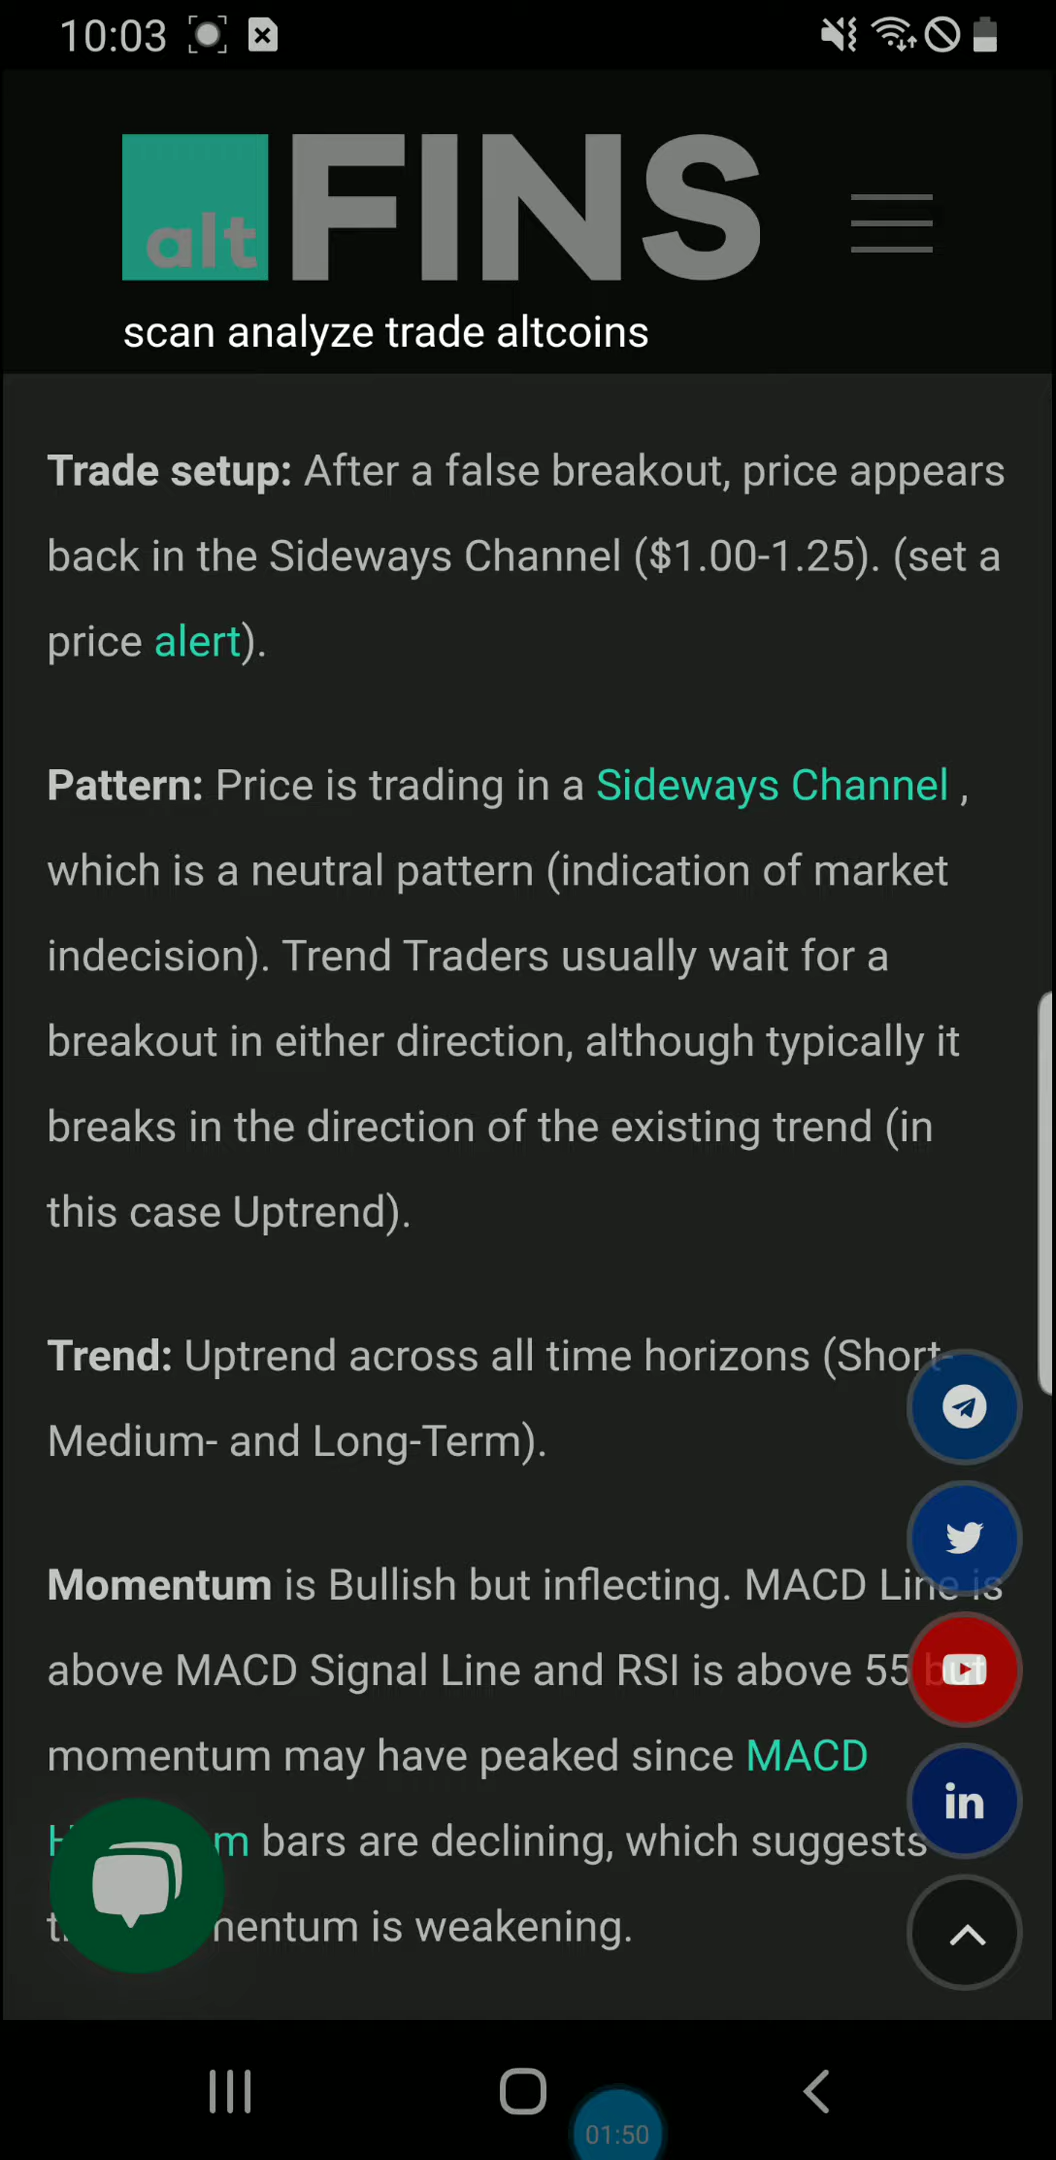 10:03
alt FINS
scan analyze trade altcoins
Trade setup: After a false breakout, price appears
back in the Sideways Channel ($1.00-1.25). (set a
price alert).
Pattern: Price is trading in a Sideways Channel ,
which is a neutral pattern (indication of market
indecision). Trend Traders usually wait for a
breakout in either direction, although typically it
breaks in the direction of the existing trend (in
this case Uptrend).
Trend: Uptrend across all time horizons (Short-
Medium- and Long-Term).
Momentum is Bullish but inflecting. MACD Line is
above MACD Signal Line and RSI is above 55 but
momentum may have peaked since MACD
bars are declining, which suggests
is weakening.
in
01:50